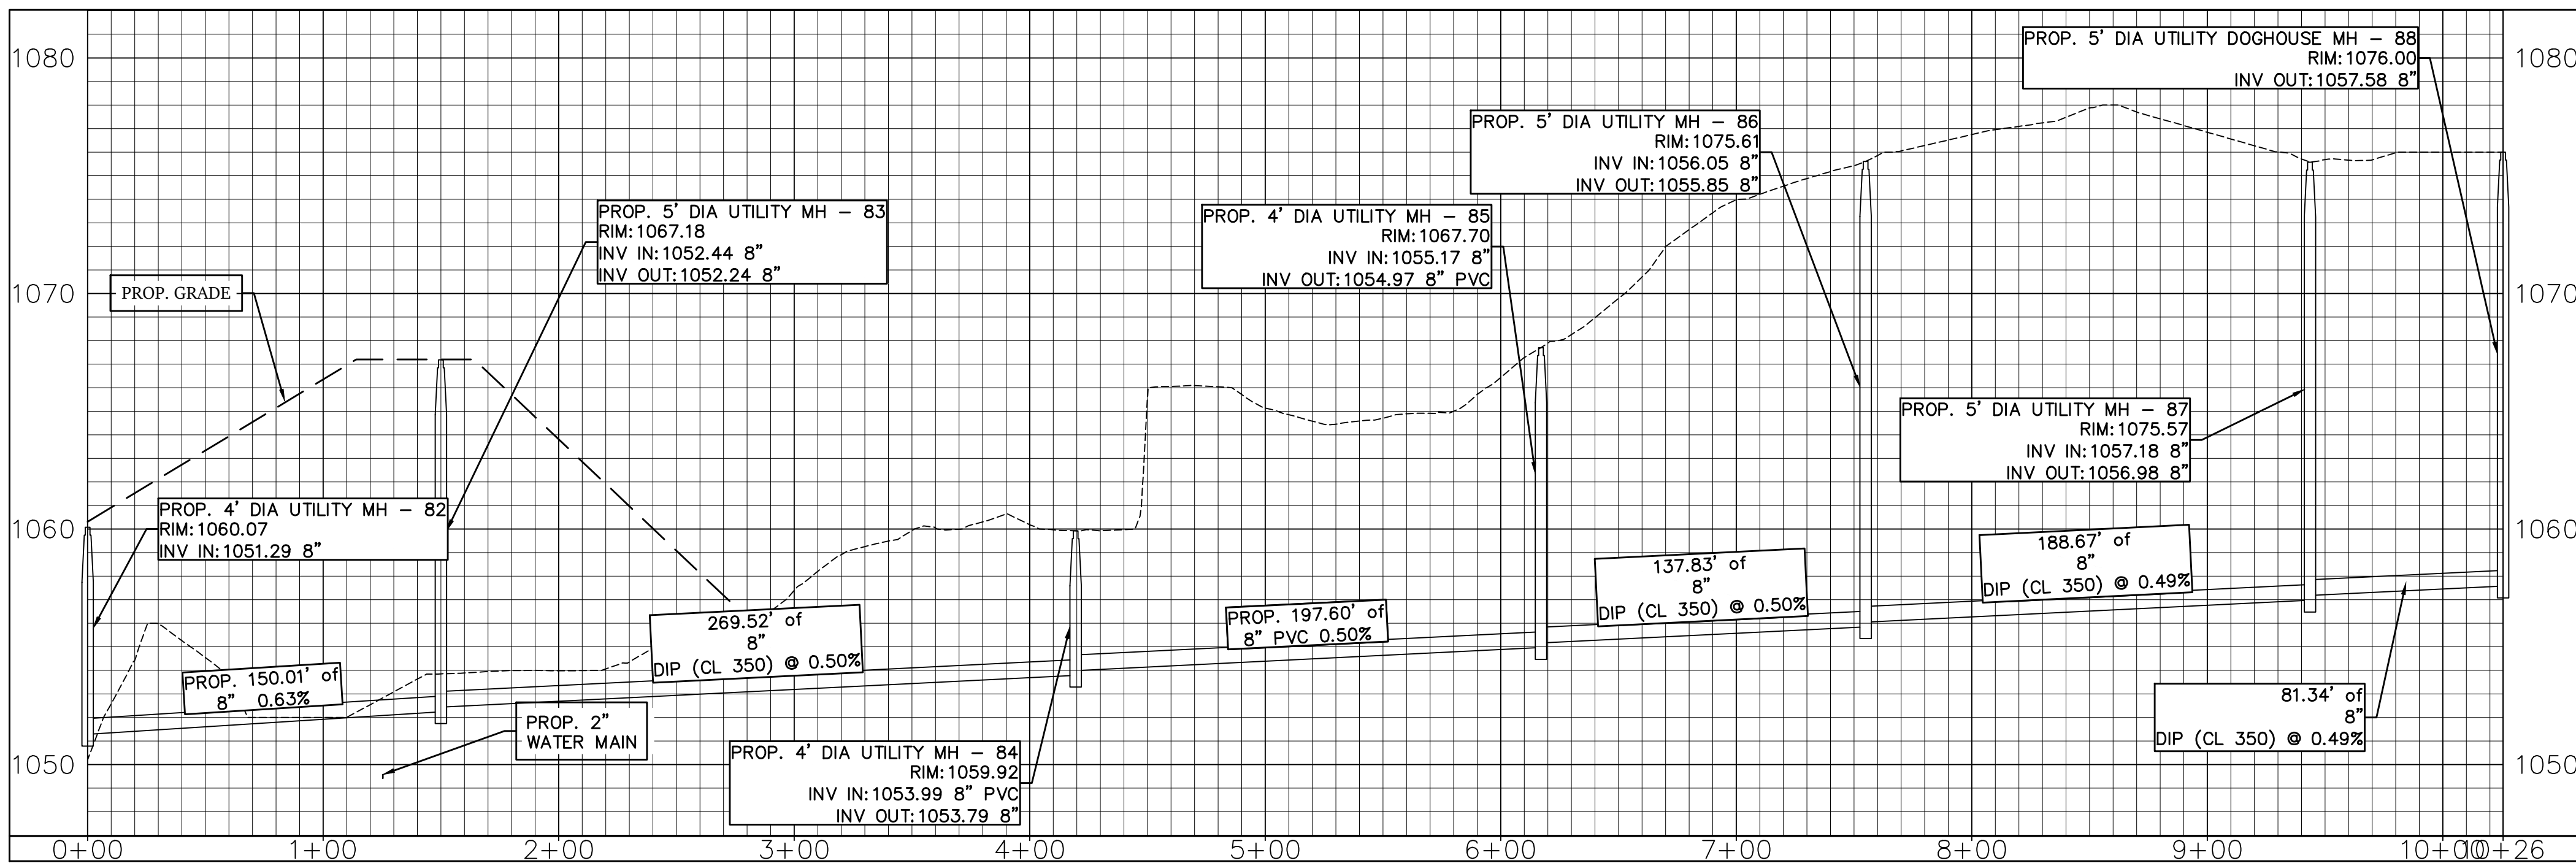 PROP. 5' DIA UTILITY DOGHOUSE MH – 88
RIM:1076.00
INV OUT:1057.58 8"
1080
1080
PROP. 5' DIA UTILITY MH – 86
RIM:1075.61
INV IN:1056.05 8"
INV OUT:1055.85 8"
PROP. 5' DIA UTILITY MH – 83
RIM:1067.18
INV IN:1052.44 8"
INV OUT:1052.24 8"
PROP. 4' DIA UTILITY MH – 85
RIM:1067.70
INV IN:1055.17 8"
INV OUT:1054.97 8" PVC
1070
PROP. GRADE
1070
PROP. 5' DIA UTILITY MH – 87
RIM:1075.57
INV IN:1057.18 8"
INV OUT:1056.98 8"
PROP. 4' DIA UTILITY MH – 82
RIM:1060.07
INV IN:1051.29 8"
1060
1060
188.67' of
8"
DIP (CL 350) @ 0.49%
137.83' of
8"
DIP (CL 350) @ 0.50%
PROP. 197.60' of
8" PVC 0.50%
269.52' of
8"
DIP (CL 350) @ 0.50%
PROP. 150.01' of
8" 0.63%
81.34' of
8"
DIP (CL 350) @ 0.49%
PROP. 2"
WATER MAIN
PROP. 4' DIA UTILITY MH – 84
RIM:1059.92
INV IN:1053.99 8" PVC
INV OUT:1053.79 8"
1050
1050
0+00 1+00 2+00 3+00 4+00 5+00 6+00 7+00 8+00 9+00 10+00 10+26